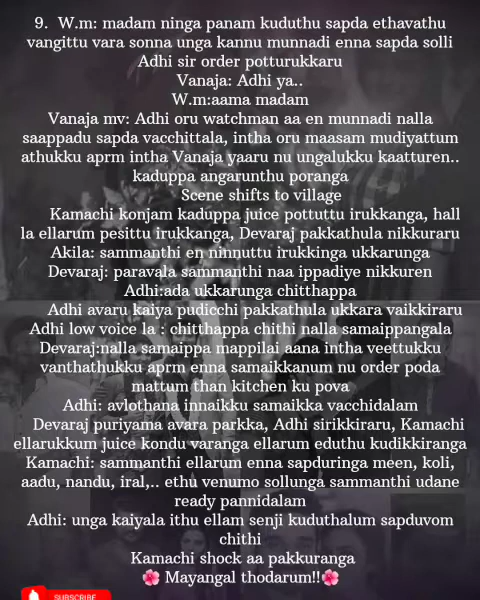 9. W.m: madam ninga panam kuduthu sapda ethavathu
vangittu vara sonna unga kannu munnadi enna sapda solli
Adhi sir order potturukkaru
Vanaja: Adhi ya..
W.m:aama madam
Vanaja mv: Adhi oru watchman aa en munnadi nalla
saappadu sapda vacchittala, intha oru maasam mudiyattum
athukku aprm intha Vanaja yaaru nu ungalukku kaatturen..
kaduppa angarunthu poranga
Scene shifts to village
Kamachi konjam kaduppa juice pottuttu irukkanga, hall
la ellarum pesittu irukkanga, Devaraj pakkathula nikkuraru
Akila: sammanthi en ninnuttu irukkinga ukkarunga
Devaraj: paravala sammanthi naa ippadiye nikkuren
Adhi:ada ukkarunga chitthappa
Adhi avaru kaiya pudicchi pakkathula ukkara vaikkiraru
Adhi low voice la : chitthappa chithi nalla samaippangala
Devaraj:nalla samaippa mappilai aana intha veettukku
vanthathukku aprm enna samaikkanum nu order poda
mattum than kitchen ku pova
Adhi: avlothana innaikku samaikka vacchidalam
Devaraj puriyama avara parkka, Adhi sirikkiraru, Kamachi
ellarukkum juice kondu varanga ellarum eduthu kudikkiranga
Kamachi: sammanthi ellarum enna sapduringa meen, koli,
aadu, nandu, iral,.. ethu venumo sollunga sammanthi udane
ready pannidalam
Adhi: unga kaiyala ithu ellam senji kuduthalum sapduvom
chithi
Kamachi shock aa pakkuranga
🌺 Mayangal thodarum!!🌺
SUBSCRIBE